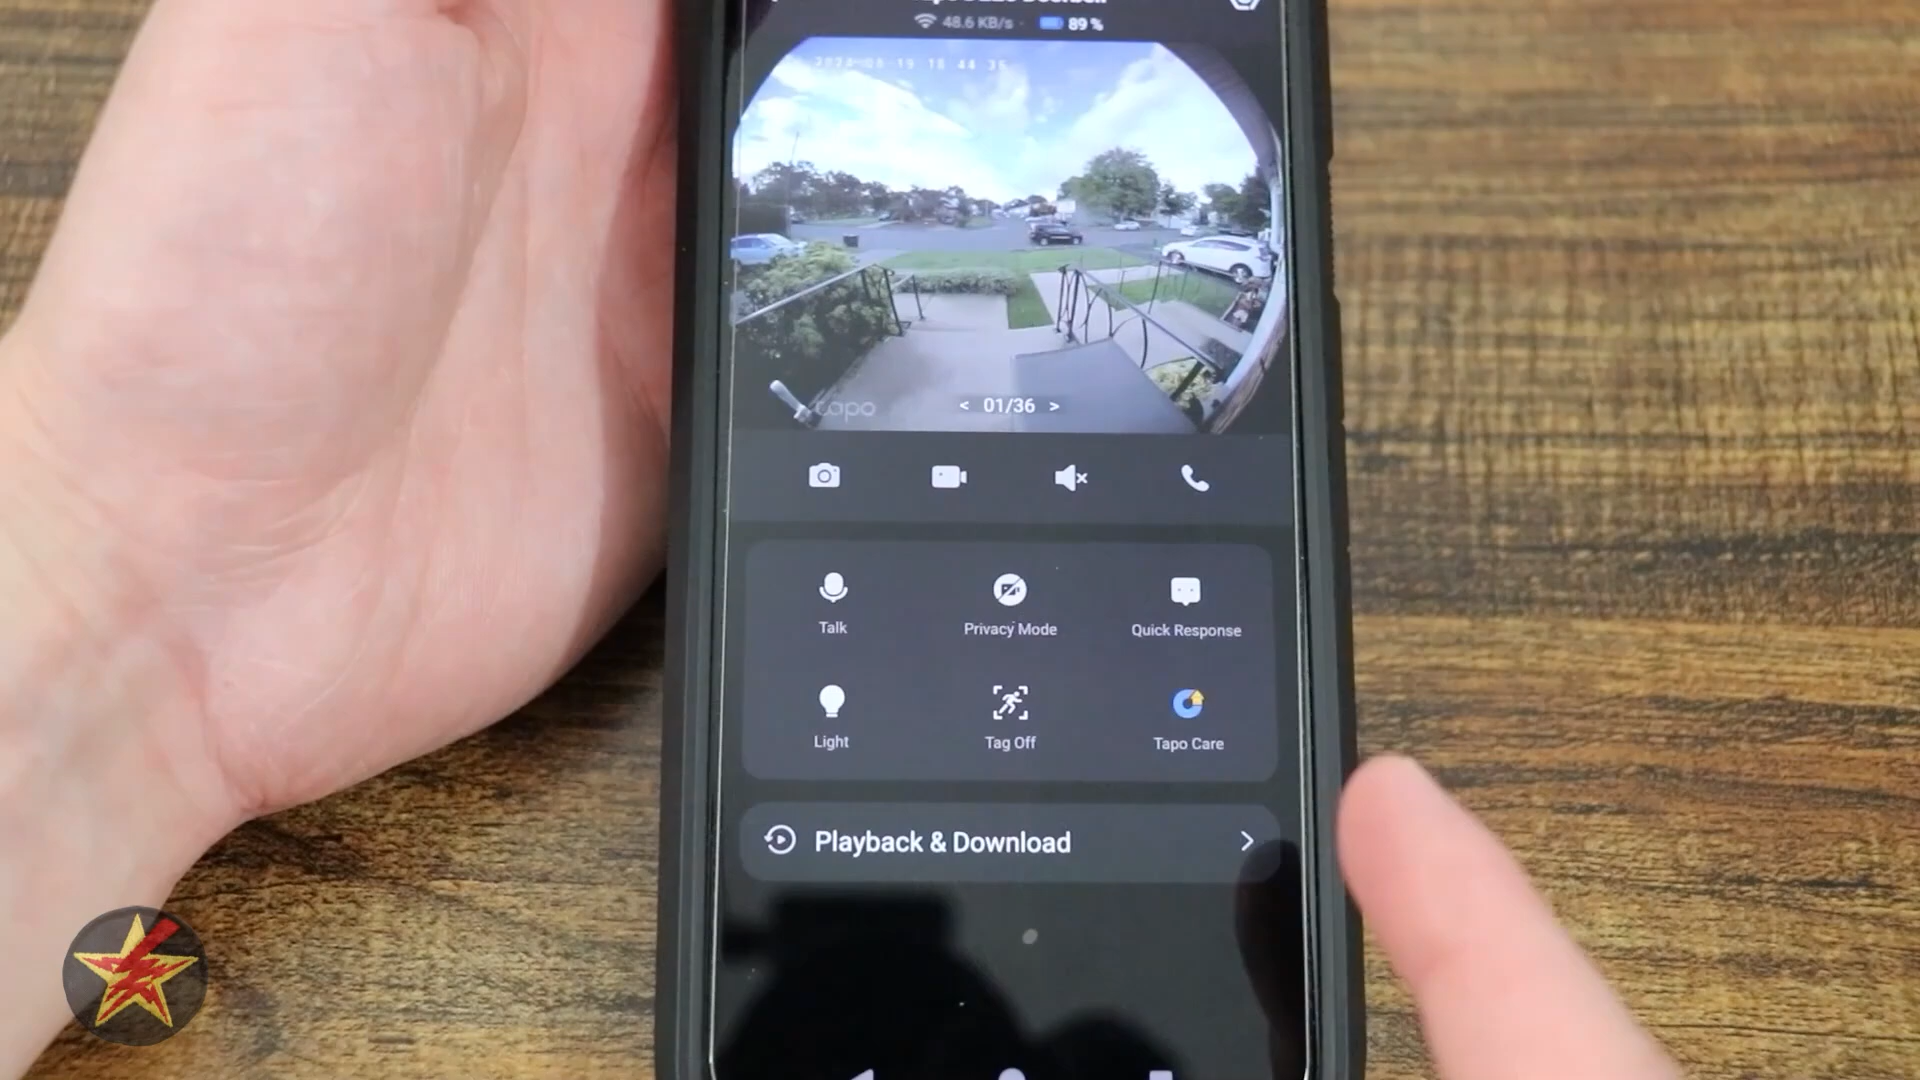 48.6 KB/s · 89 %
tapo
< 01/36 >
Talk
Privacy Mode
Quick Response
Light
Tag Off
Tapo Care
Playback & Download >